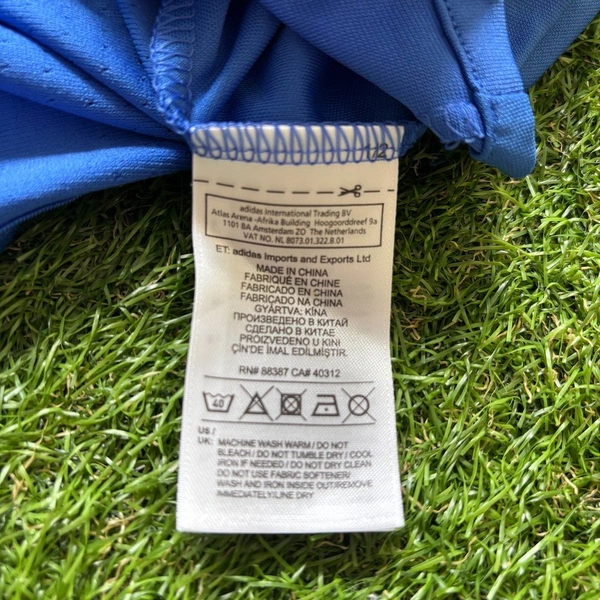 72
adidas International Trading BV
Atlas Arena -Afrika Building Hoogoorddreef 9a
1101 BA Amsterdam ZO The Netherlands
VAT NO. NL 8073.01.322.B.01
ET: adidas Imports and Exports Ltd
MADE IN CHINA
FABRIQUÉ EN CHINE
FABRICADO EN CHINA
FABRICADO NA CHINA
GYÁRTVA: KÍNA
ПРОИЗВЕДЕНО В КИТАЙ
СДЕЛАНО В КИТАЕ
PROIZVEDENO U KINI
ÇİN'DE İMAL EDİLMİŞTİR.
RN# 88387 CA# 40312
40
US /
UK: MACHINE WASH WARM / DO NOT
BLEACH / DO NOT TUMBLE DRY / COOL
IRON IF NEEDED / DO NOT DRY CLEAN
DO NOT USE FABRIC SOFTENER/
WASH AND IRON INSIDE OUT/REMOVE
IMMEDIATELY/LINE DRY